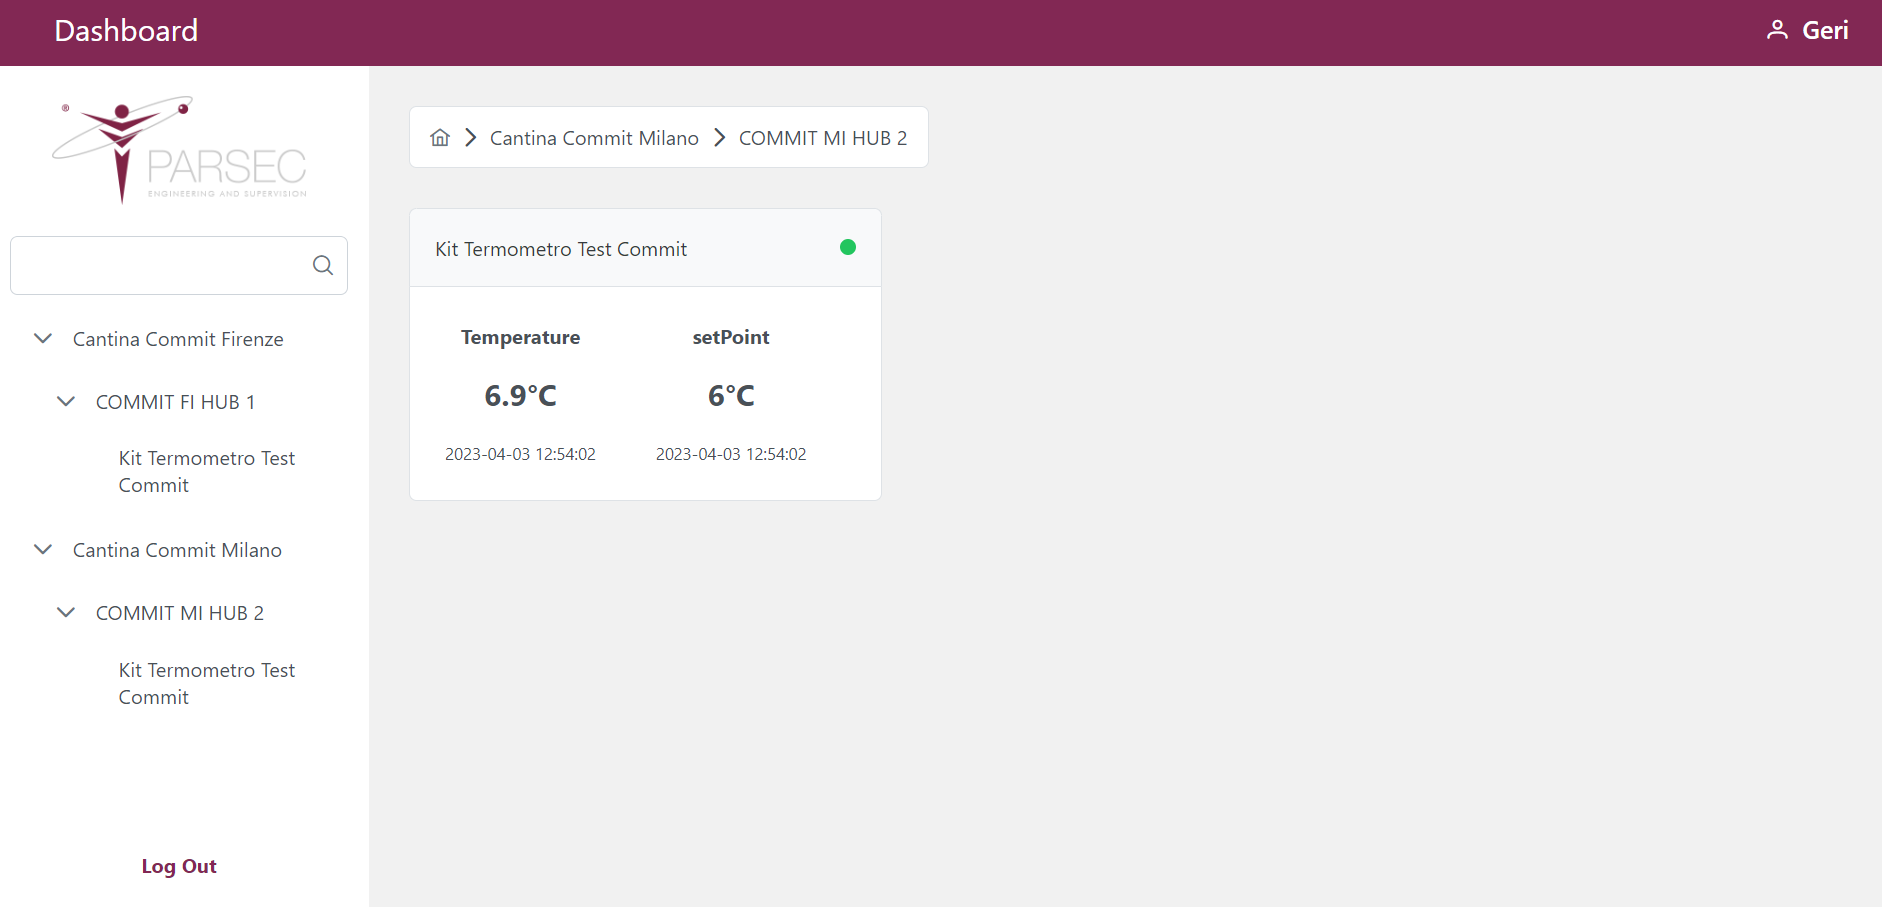 Dashboard
Geri
®
PARSEC
ENGINEERING AND SUPERVISION
Cantina Commit Firenze
COMMIT FI HUB 1
Kit Termometro Test
Commit
Cantina Commit Milano
COMMIT MI HUB 2
Kit Termometro Test
Commit
Log Out
Cantina Commit Milano
COMMIT MI HUB 2
Kit Termometro Test Commit
Temperature
setPoint
6.9°C
6°C
2023-04-03 12:54:02
2023-04-03 12:54:02